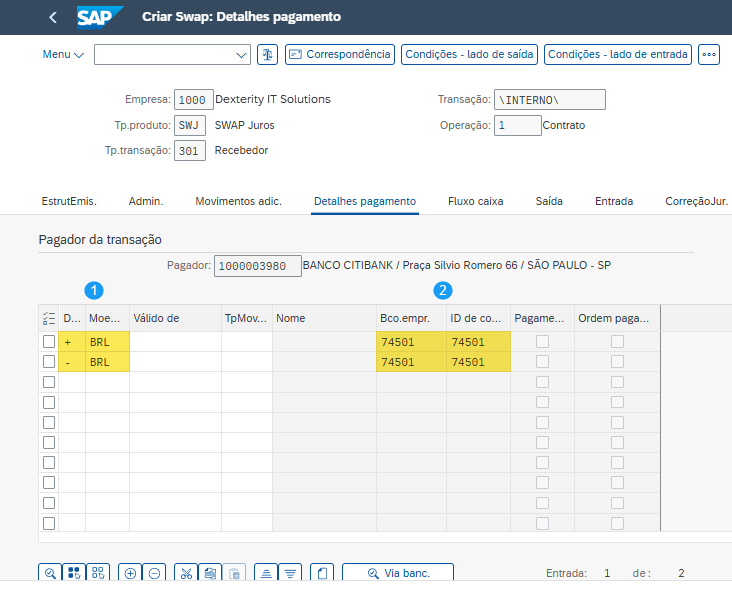 SAP Criar Swap: Detalhes pagamento
Menu Correspondência Condições - lado de saída Condições - lado de entrada
Empresa: 1000 Dexterity IT Solutions Transação: \INTERNO\
Tp.produto: SWJ SWAP Juros Operação: 1 Contrato
Tp.transação: 301 Recebedor
EstrutEmis. Admin. Movimentos adic. Detalhes pagamento Fluxo caixa Saída Entrada CorreçãoJur.
Pagador da transação
Pagador: 1000003980 BANCO CITIBANK / Praça Silvio Romero 66 / SÃO PAULO - SP
1 2
D... Moe... Válido de TpMov... Nome Bco.empr. ID de co... Pagame... Ordem paga...
+ BRL 74501 74501
- BRL 74501 74501
Via banc. Entrada: 1 de: 2